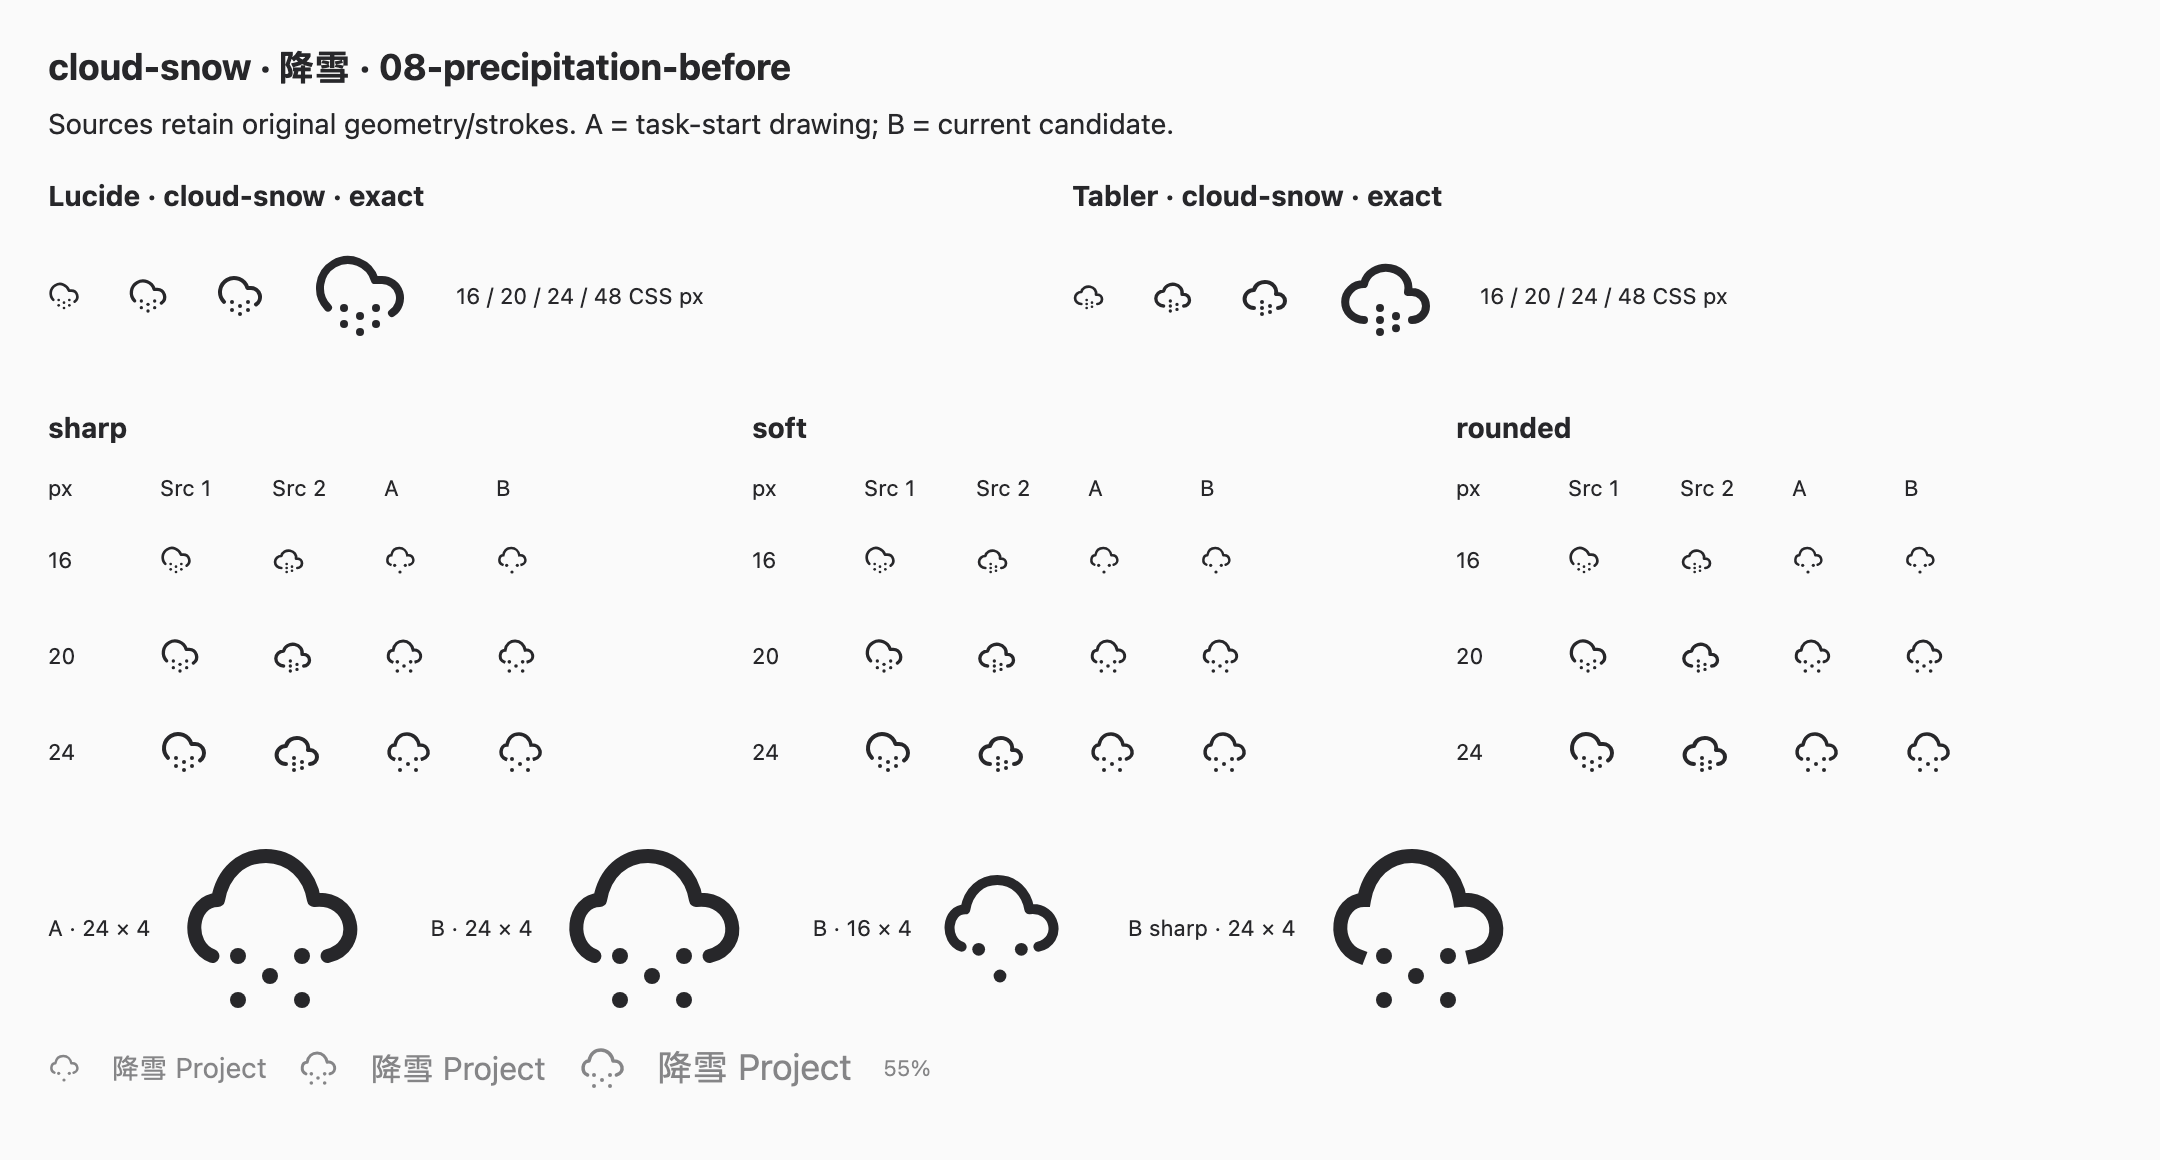 cloud-snow · 降雪 · 08-precipitation-before
Sources retain original geometry/strokes. A = task-start drawing; B = current candidate.
Lucide · cloud-snow · exact
16 / 20 / 24 / 48 CSS px
Tabler · cloud-snow · exact
16 / 20 / 24 / 48 CSS px
sharp
px Src 1 Src 2 A B
16
20
24
soft
px Src 1 Src 2 A B
16
20
24
rounded
px Src 1 Src 2 A B
16
20
24
A · 24 × 4
B · 24 × 4
B · 16 × 4
B sharp · 24 × 4
降雪 Project 降雪 Project 降雪 Project 55%